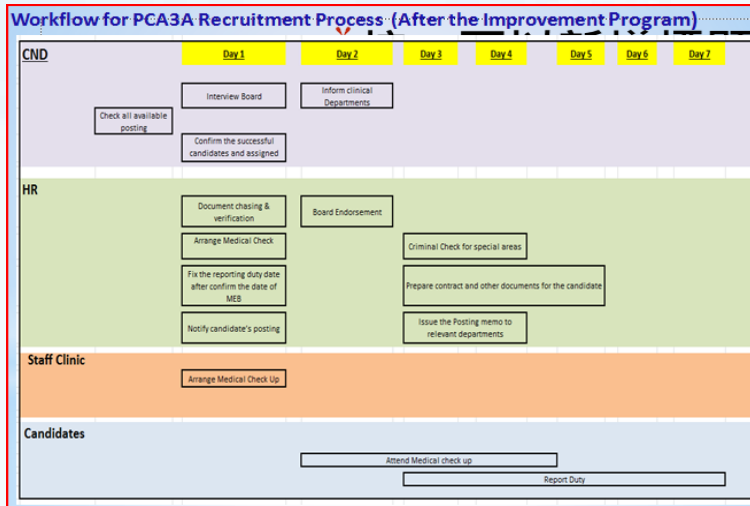 Workflow for PCA3A Recruitment Process (After the Improvement Program)
CND
Day 1
Day 2
Day 3
Day 4
Day 5
Day 6
Day 7
Interview Board
Inform clinical
Departments
Check all available
posting
Confirm the successful
candidates and assigned
HR
Document chasing &
verification
Board Endorsement
Arrange Medical Check
Criminal Check for special areas
Fix the reporting duty date
after confirm the date of
MEB
Prepare contract and other documents for the candidate
Notify candidate's posting
Issue the Posting memo to
relevant departments
Staff Clinic
Arrange Medical Check Up
Candidates
Attend Medical check up
Report Duty